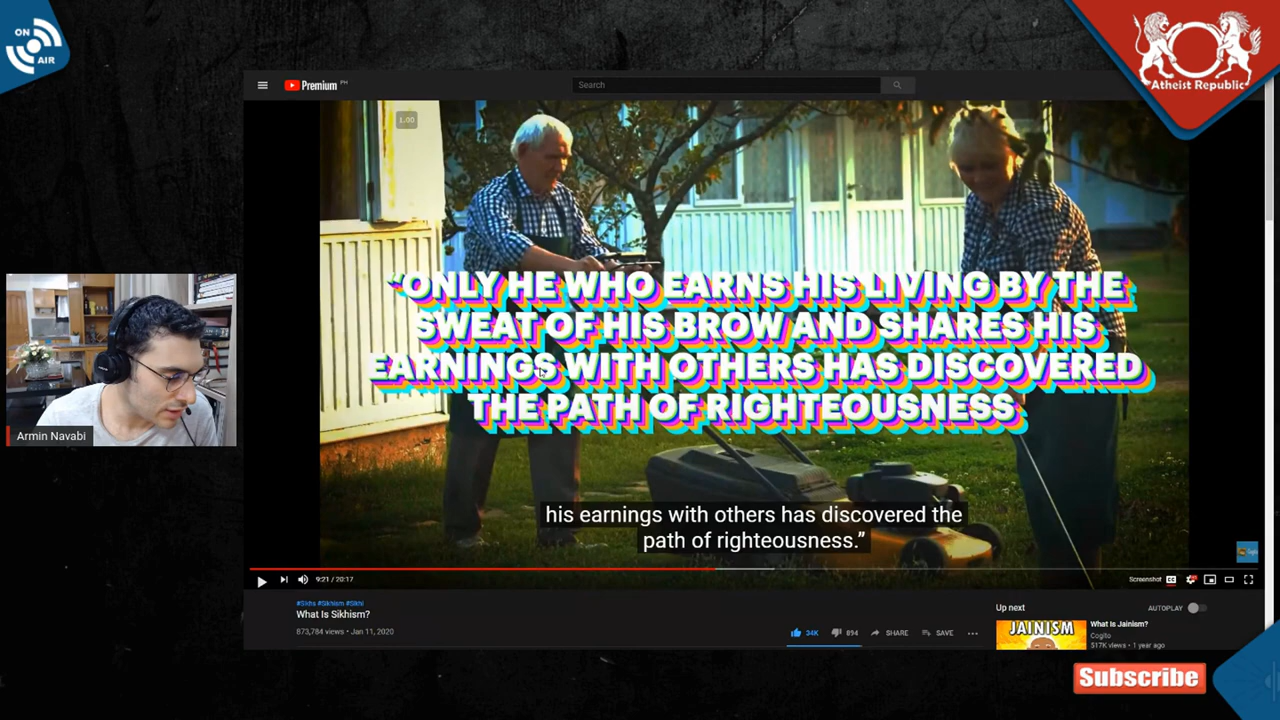 ON
AIR
Premium PH
Search
Atheist Republic
1.00
“ONLY HE WHO EARNS HIS LIVING BY THE
SWEAT OF HIS BROW AND SHARES HIS
EARNINGS WITH OTHERS HAS DISCOVERED
THE PATH OF RIGHTEOUSNESS
Armin Navabi
his earnings with others has discovered the
path of righteousness.”
9:21 / 20:17
Screenshot
CC
#Sikhs #Sikhism #Sikhi
What Is Sikhism?
873,784 views • Jan 11, 2020
34K
894
SHARE
SAVE
Up next
AUTOPLAY
JAINISM
What Is Jainism?
Cogito
517K views • 1 year ago
Subscribe